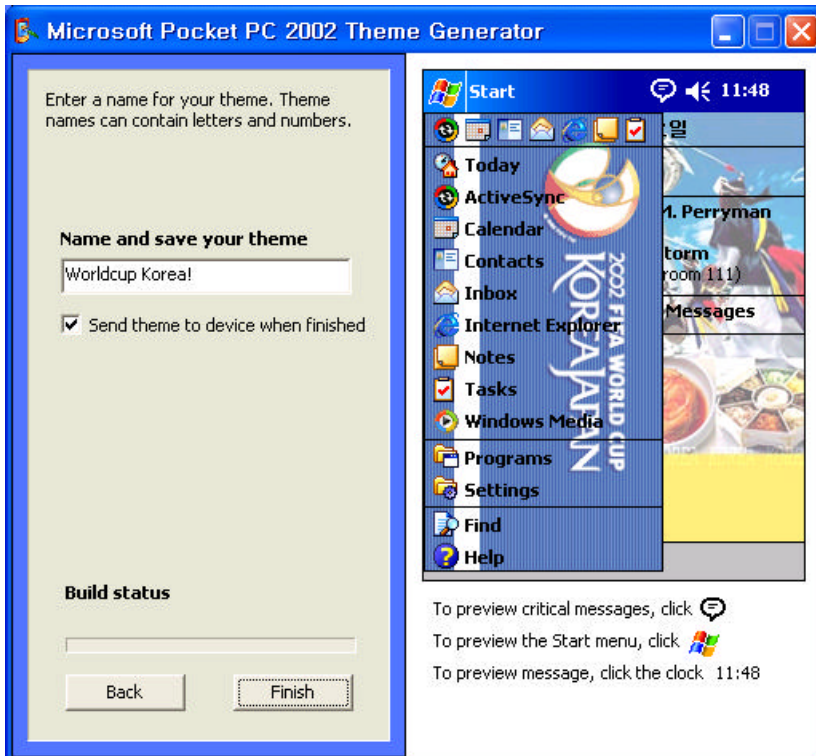 Microsoft Pocket PC 2002 Theme Generator
Enter a name for your theme. Theme
names can contain letters and numbers.
Name and save your theme
Worldcup Korea!
Send theme to device when finished
Build status
Back
Finish
Start
11:48
요일
Today
ActiveSync
Calendar
Contacts
Inbox
Internet Explorer
Notes
Tasks
Windows Media
Programs
Settings
Find
Help
2002 FIFA WORLD CUP
KOREA JAPAN
M. Perryman
torm
room 111)
Messages
To preview critical messages, click
To preview the Start menu, click
To preview message, click the clock 11:48